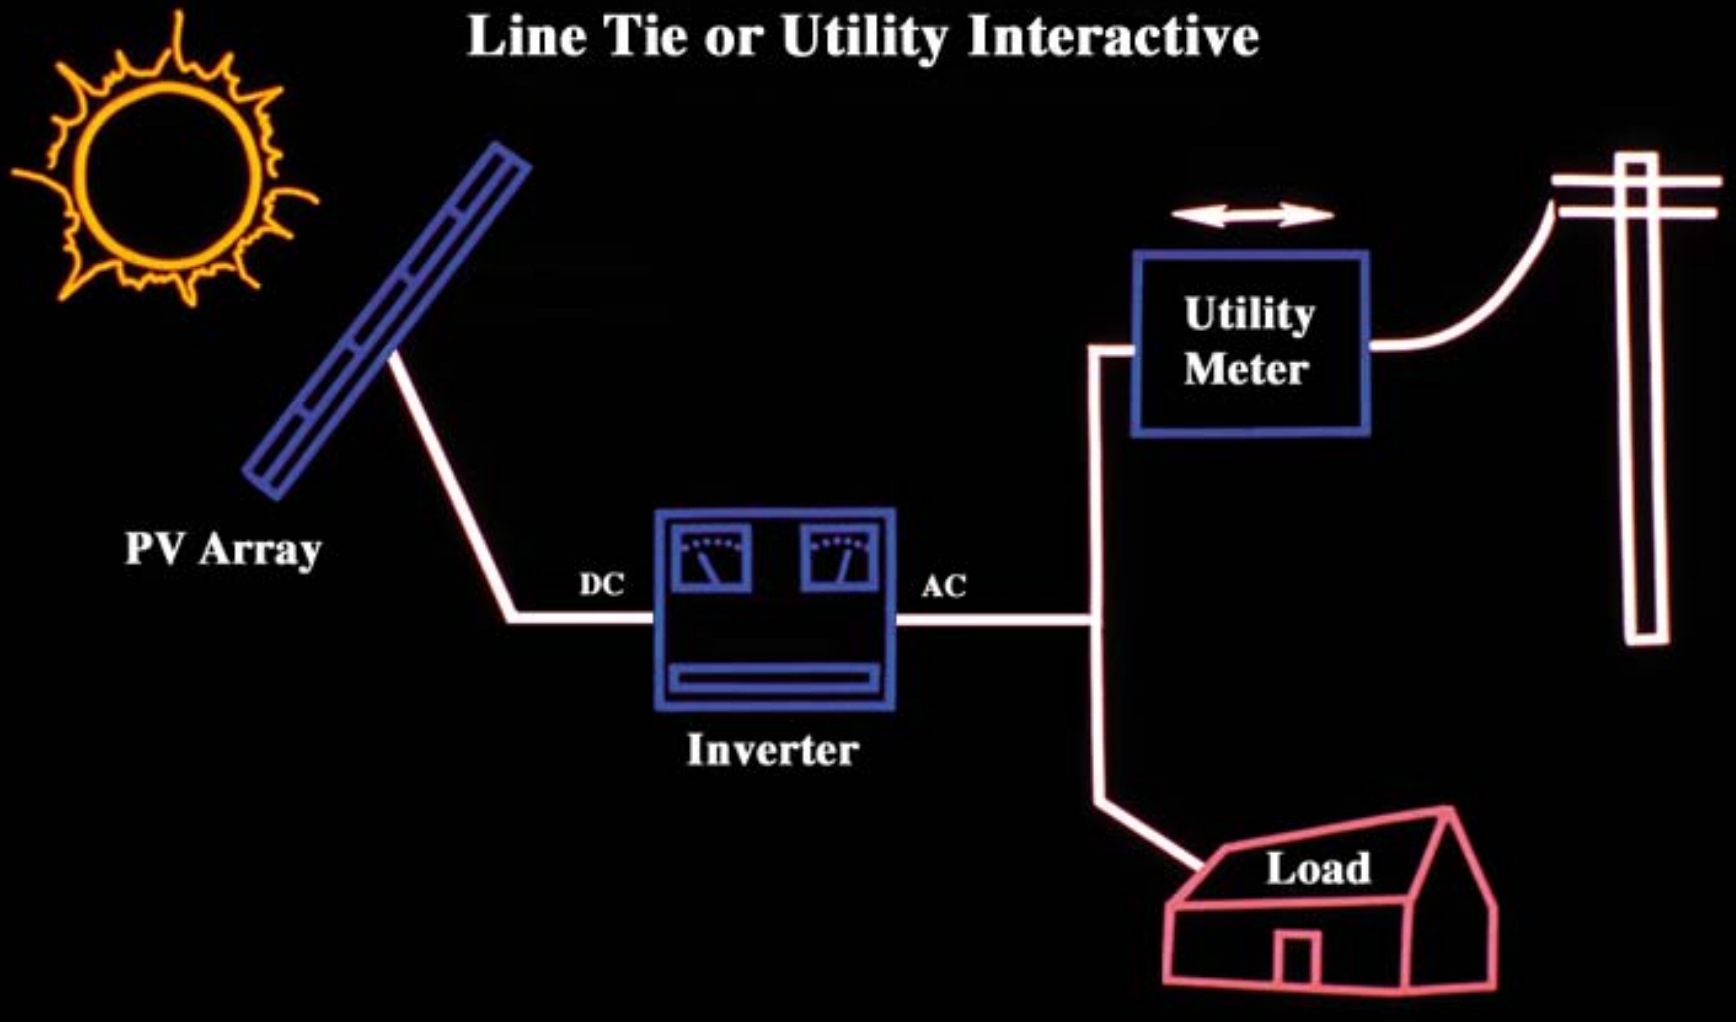 Line Tie or Utility Interactive
Utility
Meter
PV Array
DC
AC
Inverter
Load